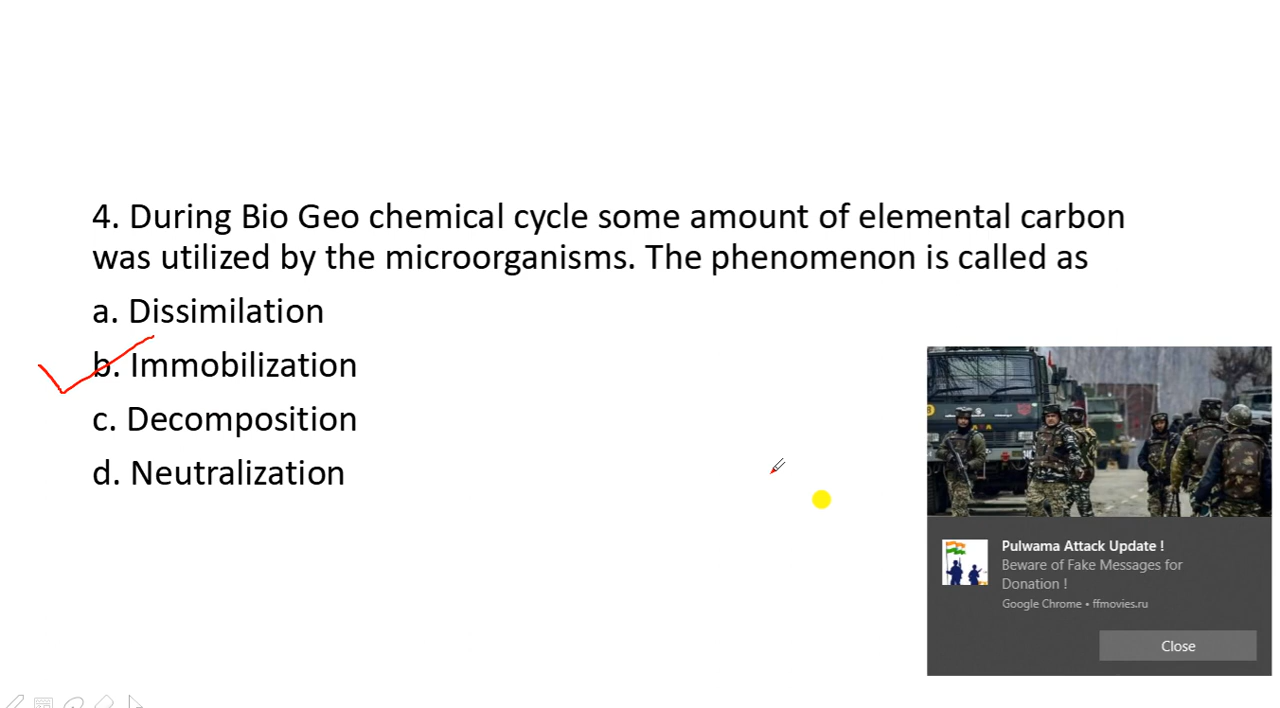 4. During Bio Geo chemical cycle some amount of elemental carbon
was utilized by the microorganisms. The phenomenon is called as
a. Dissimilation
b. Immobilization
c. Decomposition
d. Neutralization
Pulwama Attack Update !
Beware of Fake Messages for
Donation !
Google Chrome • ffmovies.ru
Close